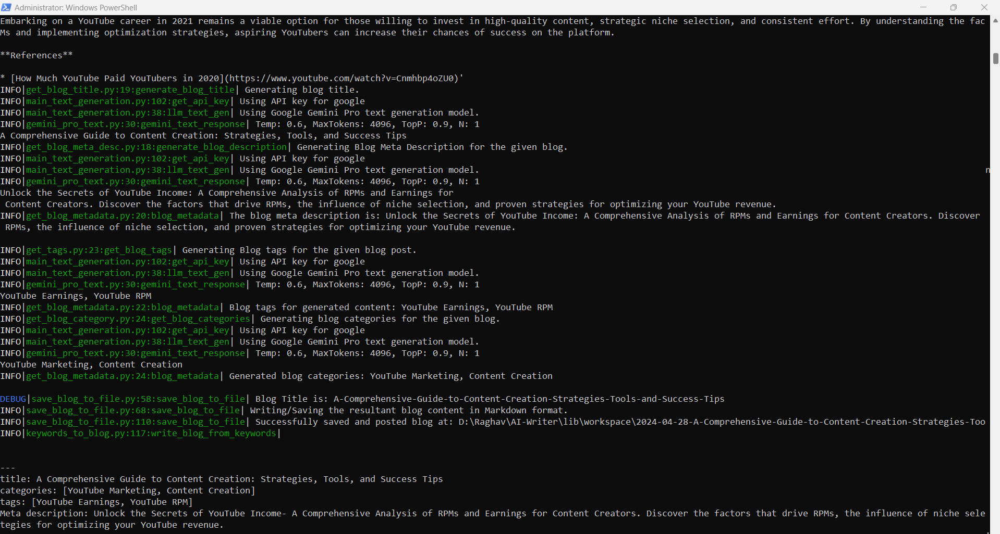 Administrator: Windows PowerShell
Embarking on a YouTube career in 2021 remains a viable option for those willing to invest in high-quality content, strategic niche selection, and consistent effort. By understanding the fac
Ms and implementing optimization strategies, aspiring YouTubers can increase their chances of success on the platform.
**References**
* [How Much YouTube Paid YouTubers in 2020](https://www.youtube.com/watch?v=Cnmhbp4oZU0)'
INFO|get_blog_title.py:19:generate_blog_title| Generating blog title.
INFO|main_text_generation.py:102:get_api_key| Using API key for google
INFO|main_text_generation.py:38:llm_text_gen| Using Google Gemini Pro text generation model.
INFO|gemini_pro_text.py:30:gemini_text_response| Temp: 0.6, MaxTokens: 4096, TopP: 0.9, N: 1
A Comprehensive Guide to Content Creation: Strategies, Tools, and Success Tips
INFO|get_blog_meta_desc.py:18:generate_blog_description| Generating Blog Meta Description for the given blog.
INFO|main_text_generation.py:102:get_api_key| Using API key for google
INFO|main_text_generation.py:38:llm_text_gen| Using Google Gemini Pro text generation model. n
INFO|gemini_pro_text.py:30:gemini_text_response| Temp: 0.6, MaxTokens: 4096, TopP: 0.9, N: 1
Unlock the Secrets of YouTube Income: A Comprehensive Analysis of RPMs and Earnings for
Content Creators. Discover the factors that drive RPMs, the influence of niche selection, and proven strategies for optimizing your YouTube revenue.
INFO|get_blog_metadata.py:20:blog_metadata| The blog meta description is: Unlock the Secrets of YouTube Income: A Comprehensive Analysis of RPMs and Earnings for Content Creators. Discover
RPMs, the influence of niche selection, and proven strategies for optimizing your YouTube revenue.
INFO|get_tags.py:23:get_blog_tags| Generating Blog tags for the given blog post.
INFO|main_text_generation.py:102:get_api_key| Using API key for google
INFO|main_text_generation.py:38:llm_text_gen| Using Google Gemini Pro text generation model.
INFO|gemini_pro_text.py:30:gemini_text_response| Temp: 0.6, MaxTokens: 4096, TopP: 0.9, N: 1
YouTube Earnings, YouTube RPM
INFO|get_blog_metadata.py:22:blog_metadata| Blog tags for generated content: YouTube Earnings, YouTube RPM
INFO|get_blog_category.py:24:get_blog_categories| Generating blog categories for the given blog.
INFO|main_text_generation.py:102:get_api_key| Using API key for google
INFO|main_text_generation.py:38:llm_text_gen| Using Google Gemini Pro text generation model.
INFO|gemini_pro_text.py:30:gemini_text_response| Temp: 0.6, MaxTokens: 4096, TopP: 0.9, N: 1
YouTube Marketing, Content Creation
INFO|get_blog_metadata.py:24:blog_metadata| Generated blog categories: YouTube Marketing, Content Creation
DEBUG|save_blog_to_file.py:58:save_blog_to_file| Blog Title is: A-Comprehensive-Guide-to-Content-Creation-Strategies-Tools-and-Success-Tips
INFO|save_blog_to_file.py:68:save_blog_to_file| Writing/Saving the resultant blog content in Markdown format.
INFO|save_blog_to_file.py:110:save_blog_to_file| Successfully saved and posted blog at: D:\Raghav\AI-Writer\lib\workspace\2024-04-28-A-Comprehensive-Guide-to-Content-Creation-Strategies-Too
INFO|keywords_to_blog.py:117:write_blog_from_keywords|
---
title: A Comprehensive Guide to Content Creation: Strategies, Tools, and Success Tips
categories: [YouTube Marketing, Content Creation]
tags: [YouTube Earnings, YouTube RPM]
Meta description: Unlock the Secrets of YouTube Income- A Comprehensive Analysis of RPMs and Earnings for Content Creators. Discover the factors that drive RPMs, the influence of niche sele
tegies for optimizing your YouTube revenue.